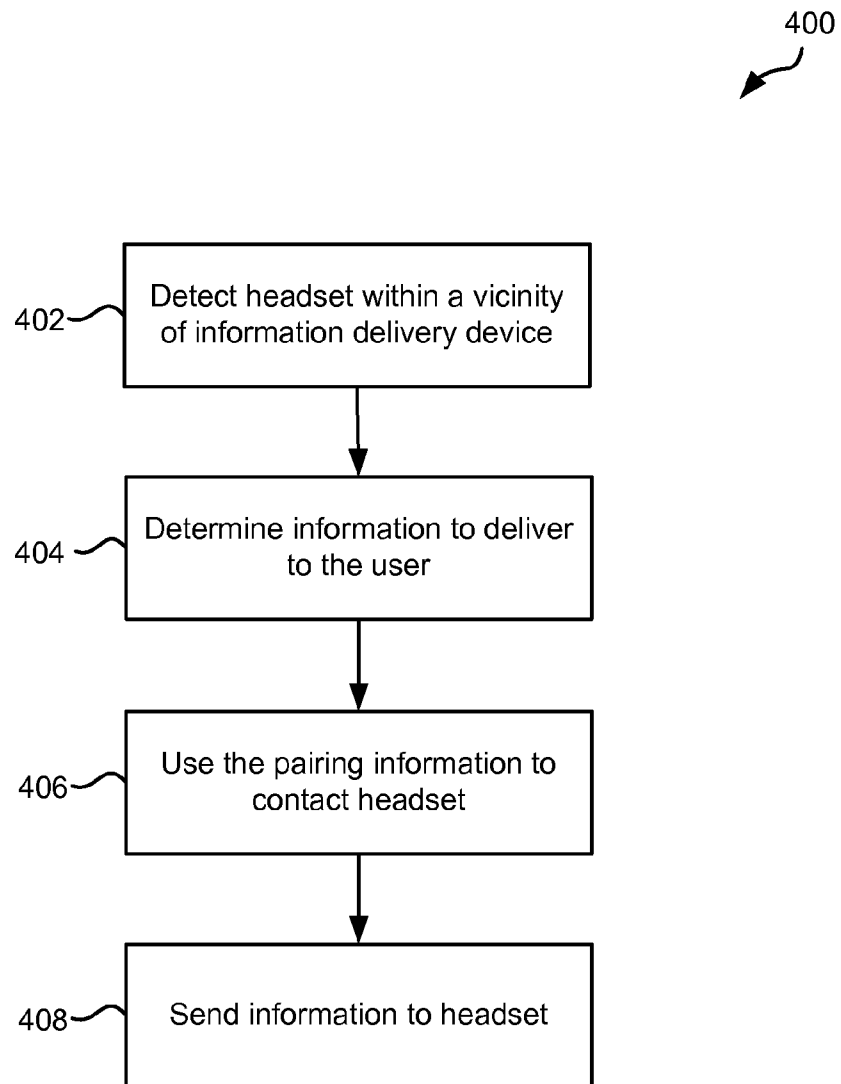 400
402
Detect headset within a vicinity
of information delivery device
404
Determine information to deliver
to the user
406
Use the pairing information to
contact headset
408
Send information to headset